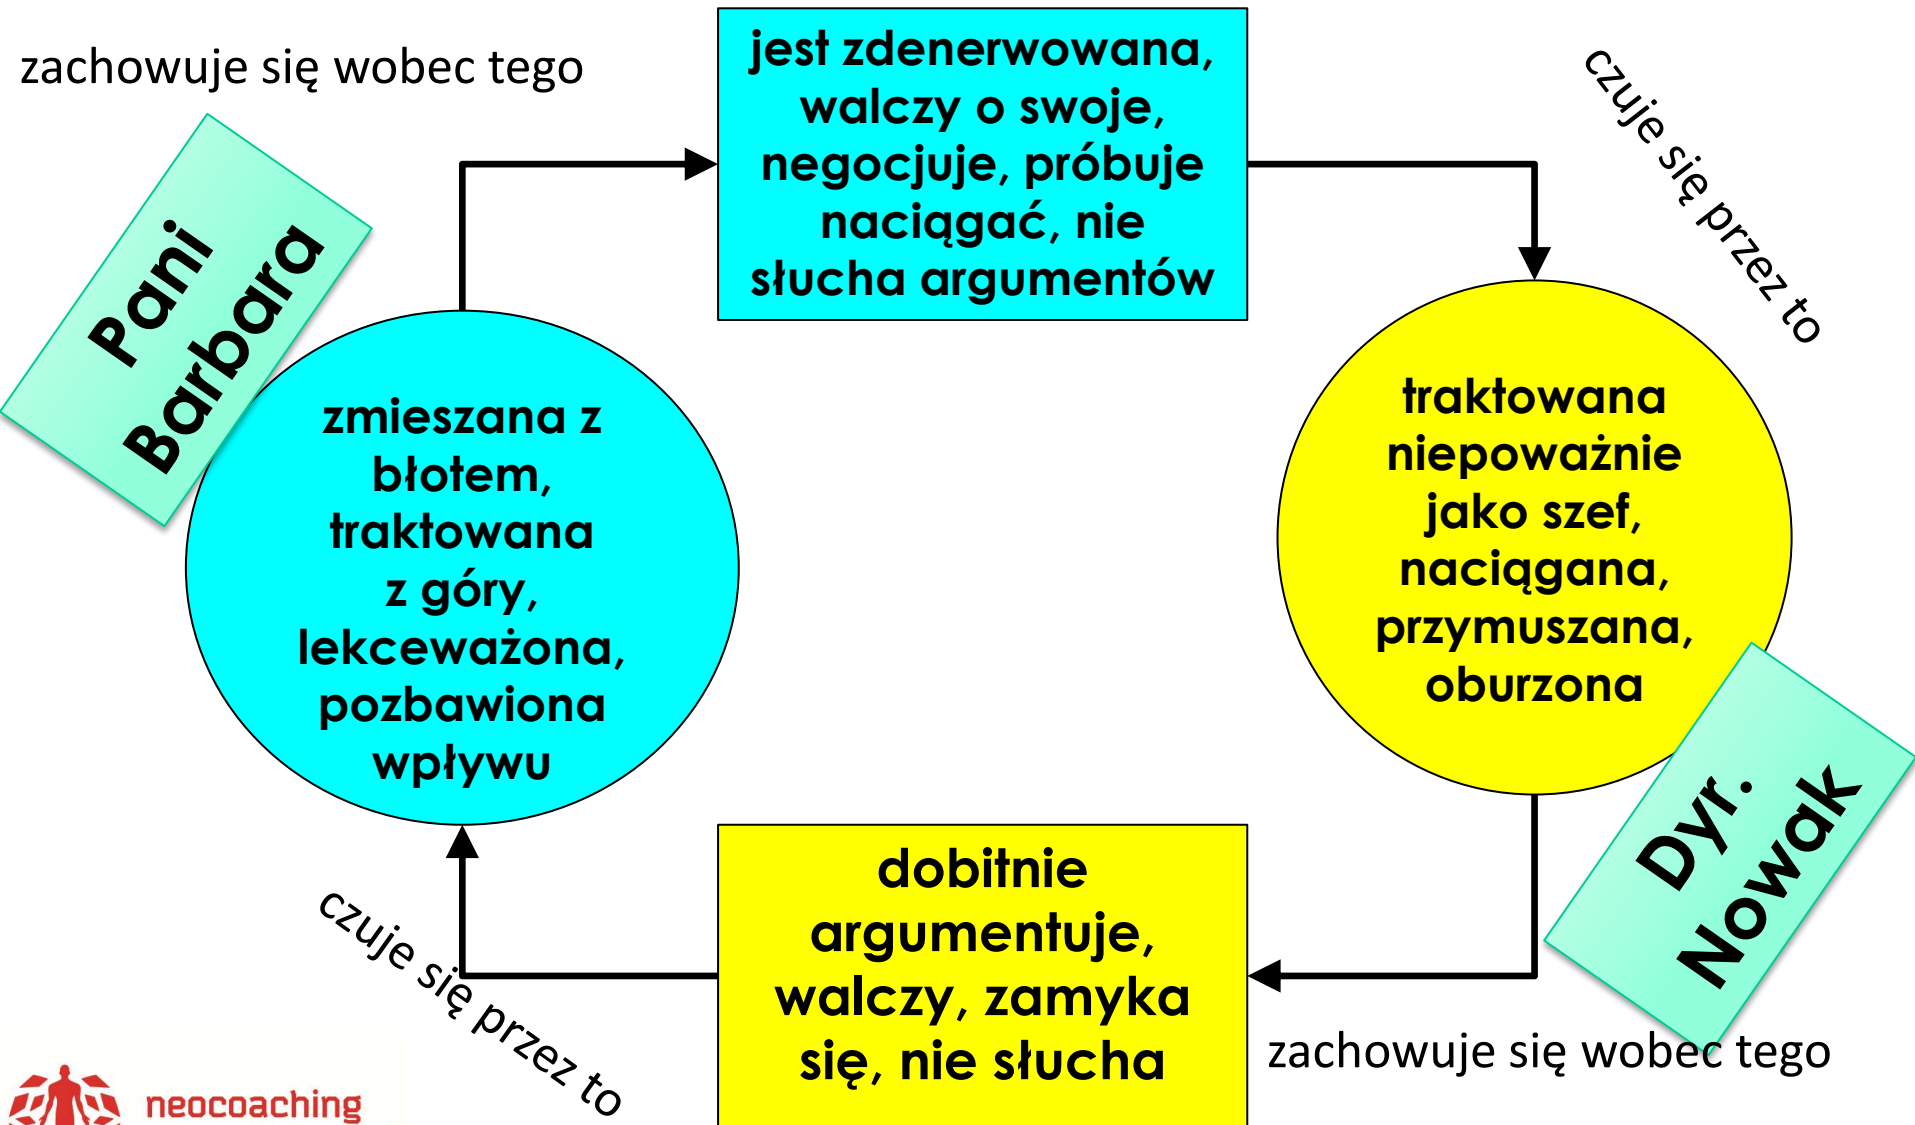 zachowuje się wobec tego
jest zdenerwowana,
walczy o swoje,
negocjuje, próbuje
naciągać, nie
słucha argumentów
czuje się przez to
Pani
Barbara
zmieszana z
błotem,
traktowana
z góry,
lekceważona,
pozbawiona
wpływu
traktowana
niepoważnie
jako szef,
naciągana,
przymuszana,
oburzona
Dyr.
Nowak
dobitnie
argumentuje,
walczy, zamyka
się, nie słucha
czuje się przez to
zachowuje się wobec tego
neocoaching